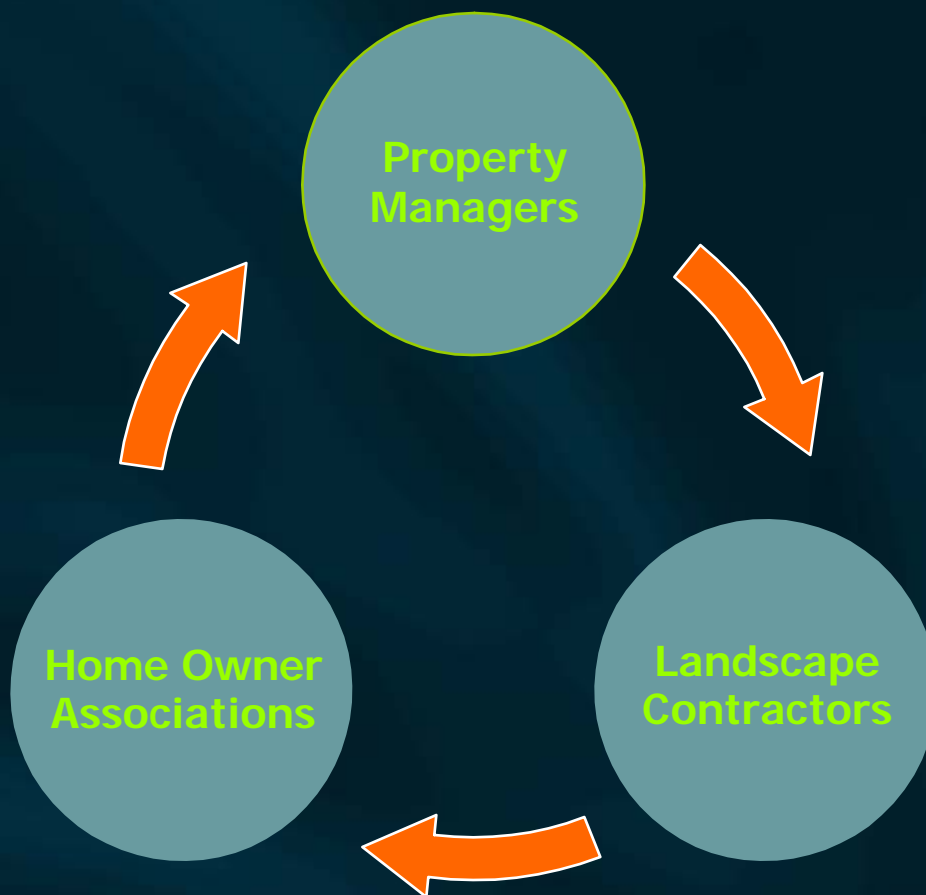 Property
Managers
Home Owner
Associations
Landscape
Contractors